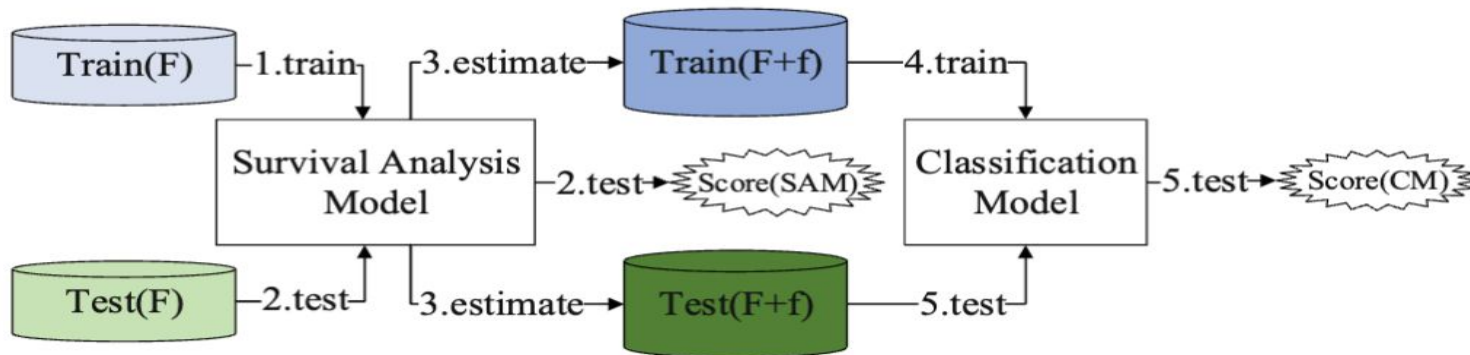 Train(F)
1.train
3.estimate
Train(F+f)
4.train
Survival Analysis
Model
2.test
Score(SAM)
Classification
Model
5.test
Score(CM)
Test(F)
2.test
3.estimate
Test(F+f)
5.test